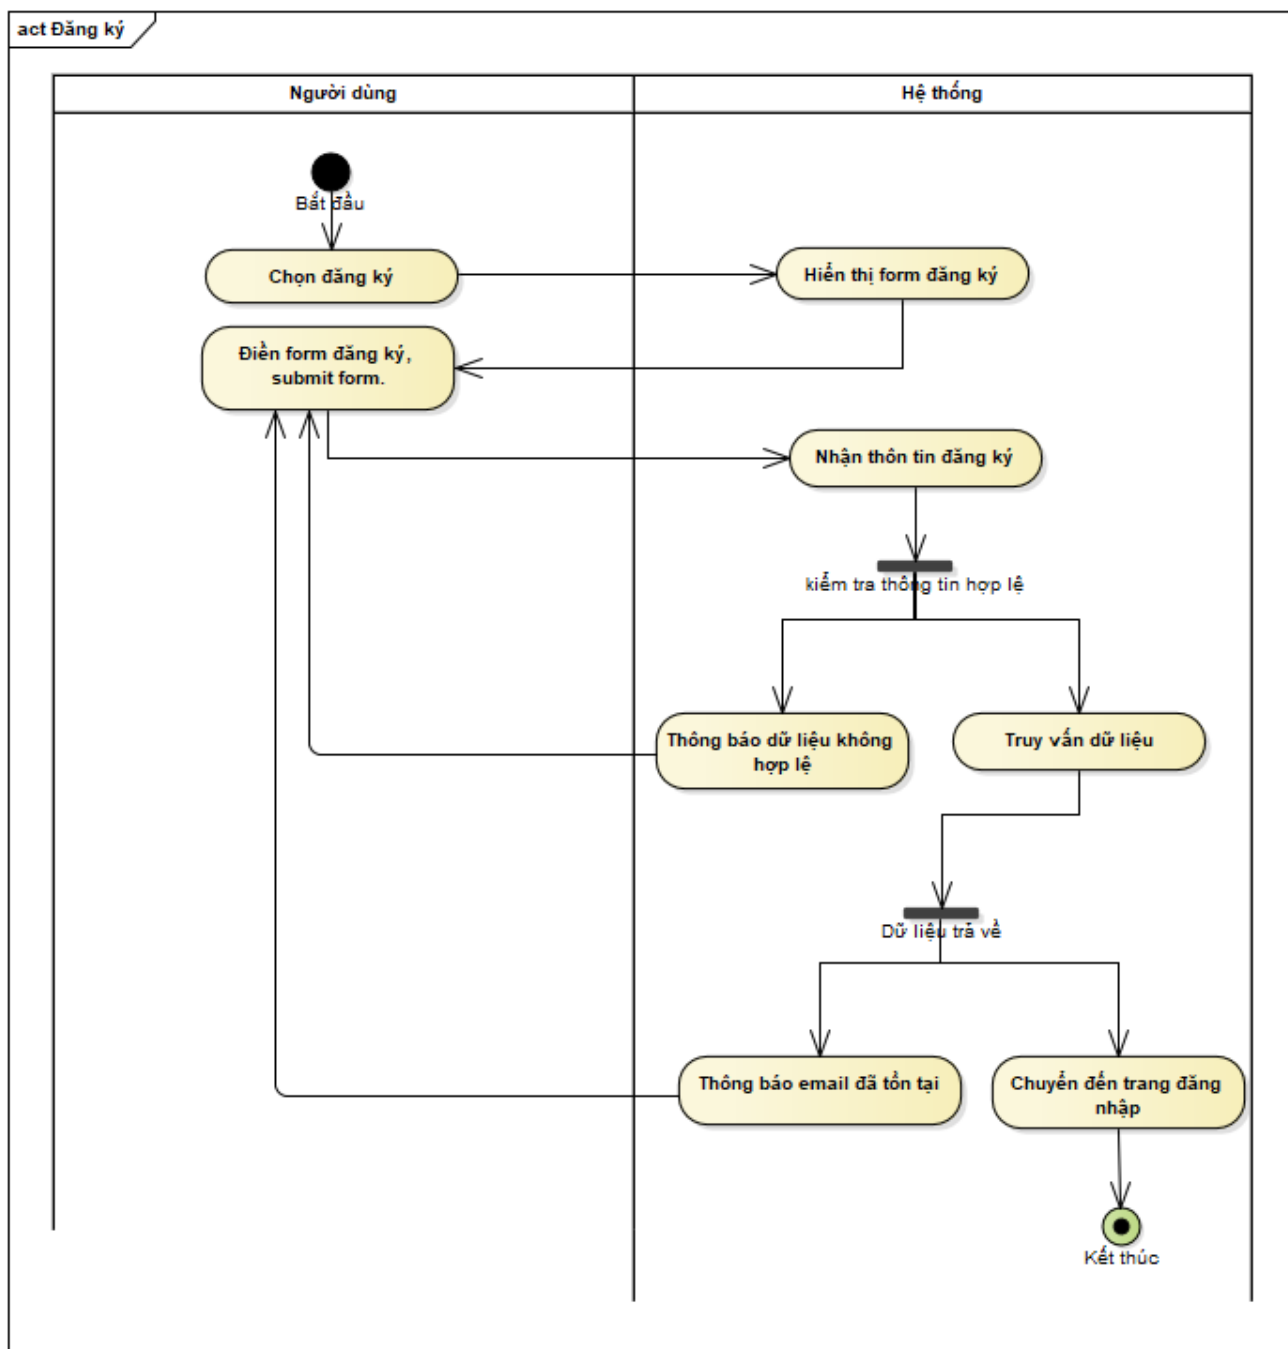 act Đăng ký
Người dùng
Hệ thống
Bắt đầu
Chọn đăng ký
Hiển thị form đăng ký
Điền form đăng ký,
submit form.
Nhận thôn tin đăng ký
kiểm tra thông tin hợp lệ
Thông báo dữ liệu không
hợp lệ
Truy vấn dữ liệu
Dữ liệu trả về
Thông báo email đã tồn tại
Chuyển đến trang đăng
nhập
Kết thúc